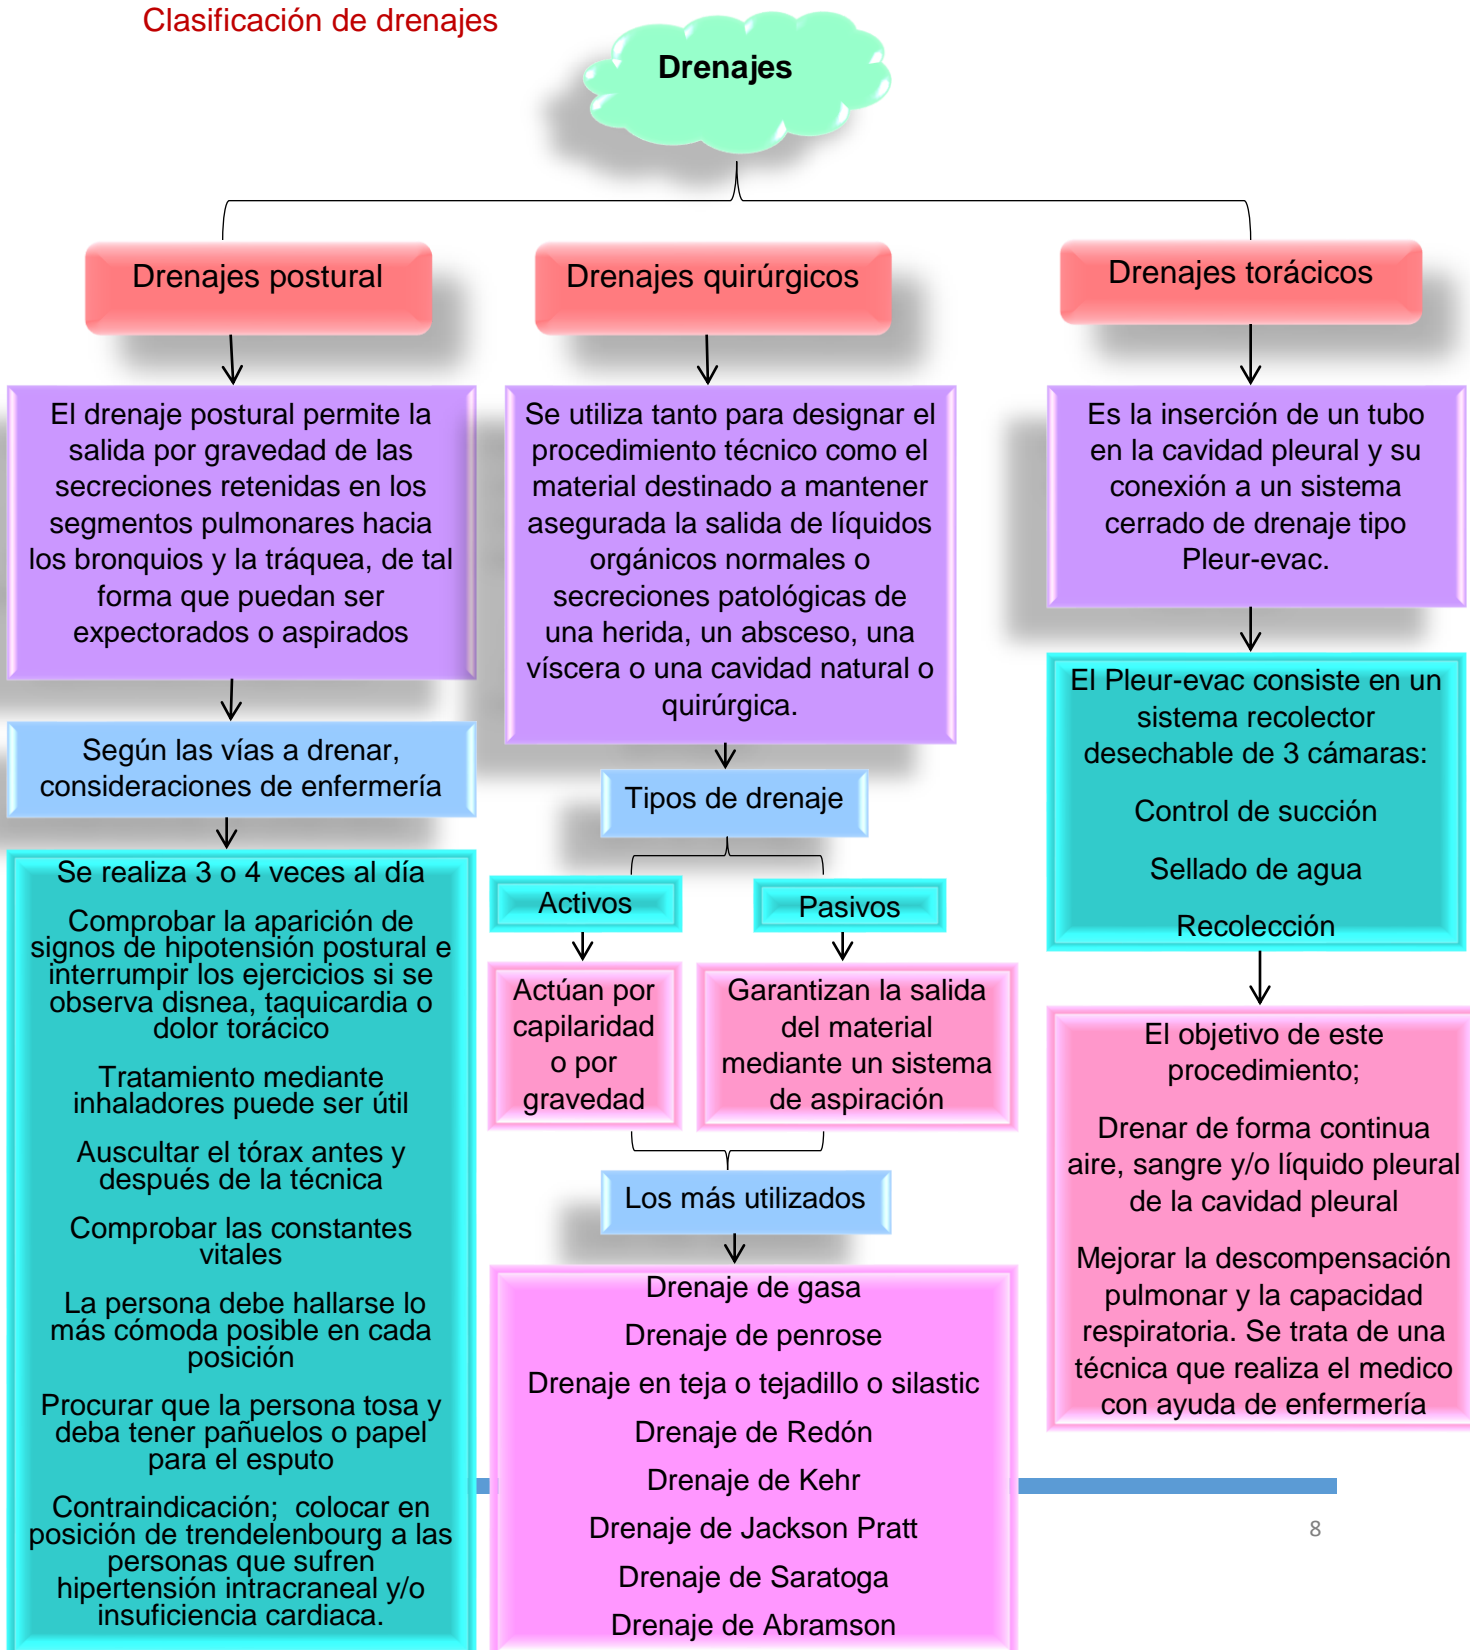 Clasificación de drenajes
Drenajes
Drenajes postural
El drenaje postural permite la
salida por gravedad de las
secreciones retenidas en los
segmentos pulmonares hacia
los bronquios y la tráquea, de tal
forma que puedan ser
expectorados o aspirados
Según las vías a drenar,
consideraciones de enfermería
Se realiza 3 o 4 veces al día
Comprobar la aparición de
signos de hipotensión postural e
interrumpir los ejercicios si se
observa disnea, taquicardia o
dolor torácico
Tratamiento mediante
inhaladores puede ser útil
Auscultar el tórax antes y
después de la técnica
Comprobar las constantes
vitales
La persona debe hallarse lo
más cómoda posible en cada
posición
Procurar que la persona tosa y
deba tener pañuelos o papel
para el esputo
Contraindicación; colocar en
posición de trendelenbourg a las
personas que sufren
hipertensión intracraneal y/o
insuficiencia cardiaca.
Drenajes quirúrgicos
Se utiliza tanto para designar el
procedimiento técnico como el
material destinado a mantener
asegurada la salida de líquidos
orgánicos normales o
secreciones patológicas de
una herida, un absceso, una
víscera o una cavidad natural o
quirúrgica.
Tipos de drenaje
Activos
Actúan por
capilaridad
o por
gravedad
Pasivos
Garantizan la salida
del material
mediante un sistema
de aspiración
Los más utilizados
Drenaje de gasa
Drenaje de penrose
Drenaje en teja o tejadillo o silastic
Drenaje de Redón
Drenaje de Kehr
Drenaje de Jackson Pratt
Drenaje de Saratoga
Drenaje de Abramson
Drenajes torácicos
Es la inserción de un tubo
en la cavidad pleural y su
conexión a un sistema
cerrado de drenaje tipo
Pleur-evac.
El Pleur-evac consiste en un
sistema recolector
desechable de 3 cámaras:
Control de succión
Sellado de agua
Recolección
El objetivo de este
procedimiento;
Drenar de forma continua
aire, sangre y/o líquido pleural
de la cavidad pleural
Mejorar la descompensación
pulmonar y la capacidad
respiratoria. Se trata de una
técnica que realiza el medico
con ayuda de enfermería
8